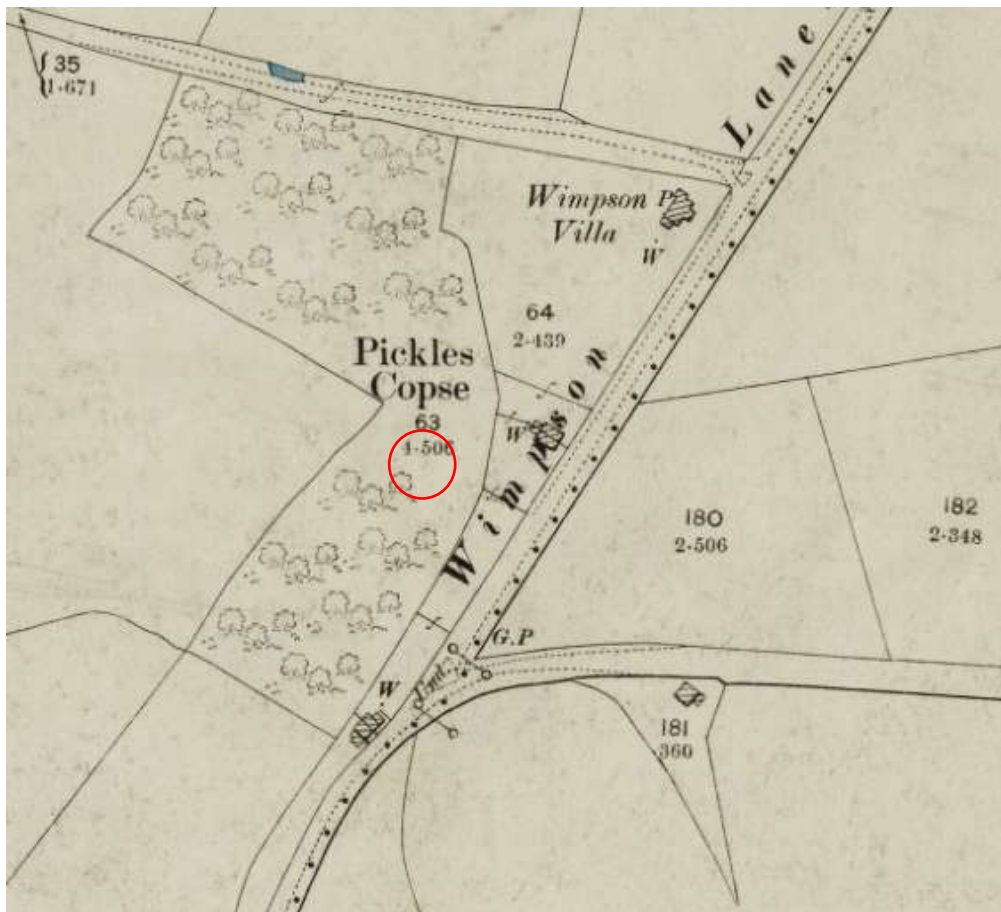 35
1·671
Lane
Wimpson P
Villa
W
64
2·439
Pickles
Copse
63
4·506
W
Wimpson
180
2·506
182
2·348
G.P
W
181
·360